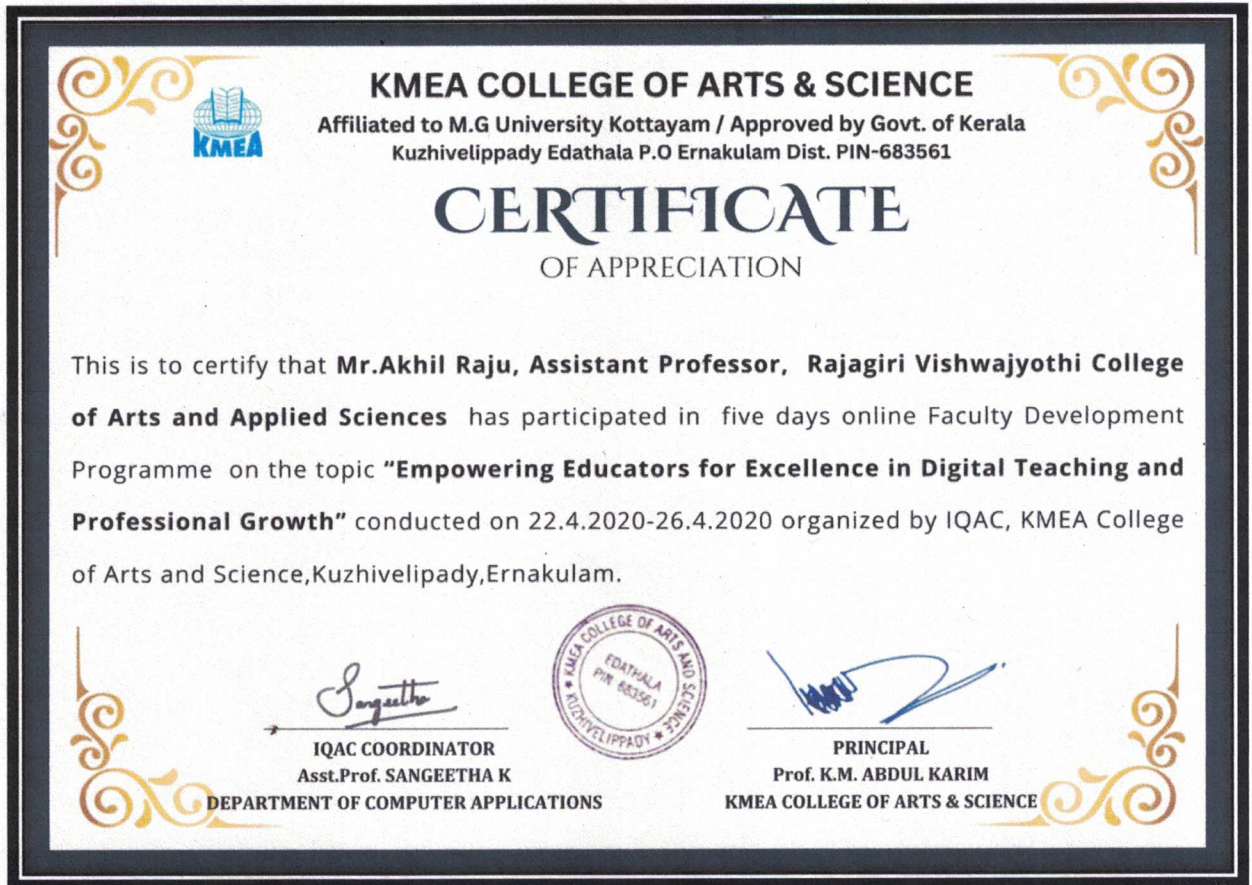 KMEA
KMEA COLLEGE OF ARTS & SCIENCE
Affiliated to M.G University Kottayam / Approved by Govt. of Kerala
Kuzhivelippady Edathala P.O Ernakulam Dist. PIN-683561
CERTIFICATE
OF APPRECIATION
This is to certify that Mr.Akhil Raju, Assistant Professor, Rajagiri Vishwajyothi College
of Arts and Applied Sciences has participated in five days online Faculty Development
Programme on the topic “Empowering Educators for Excellence in Digital Teaching and
Professional Growth” conducted on 22.4.2020-26.4.2020 organized by IQAC, KMEA College
of Arts and Science,Kuzhivelipady,Ernakulam.
KMEA COLLEGE OF ARTS AND SCIENCE
KUZHIVELIPPADY
EDATHALA
PIN 683561
Sangeetha
IQAC COORDINATOR
Asst.Prof. SANGEETHA K
DEPARTMENT OF COMPUTER APPLICATIONS
PRINCIPAL
Prof. K.M. ABDUL KARIM
KMEA COLLEGE OF ARTS & SCIENCE